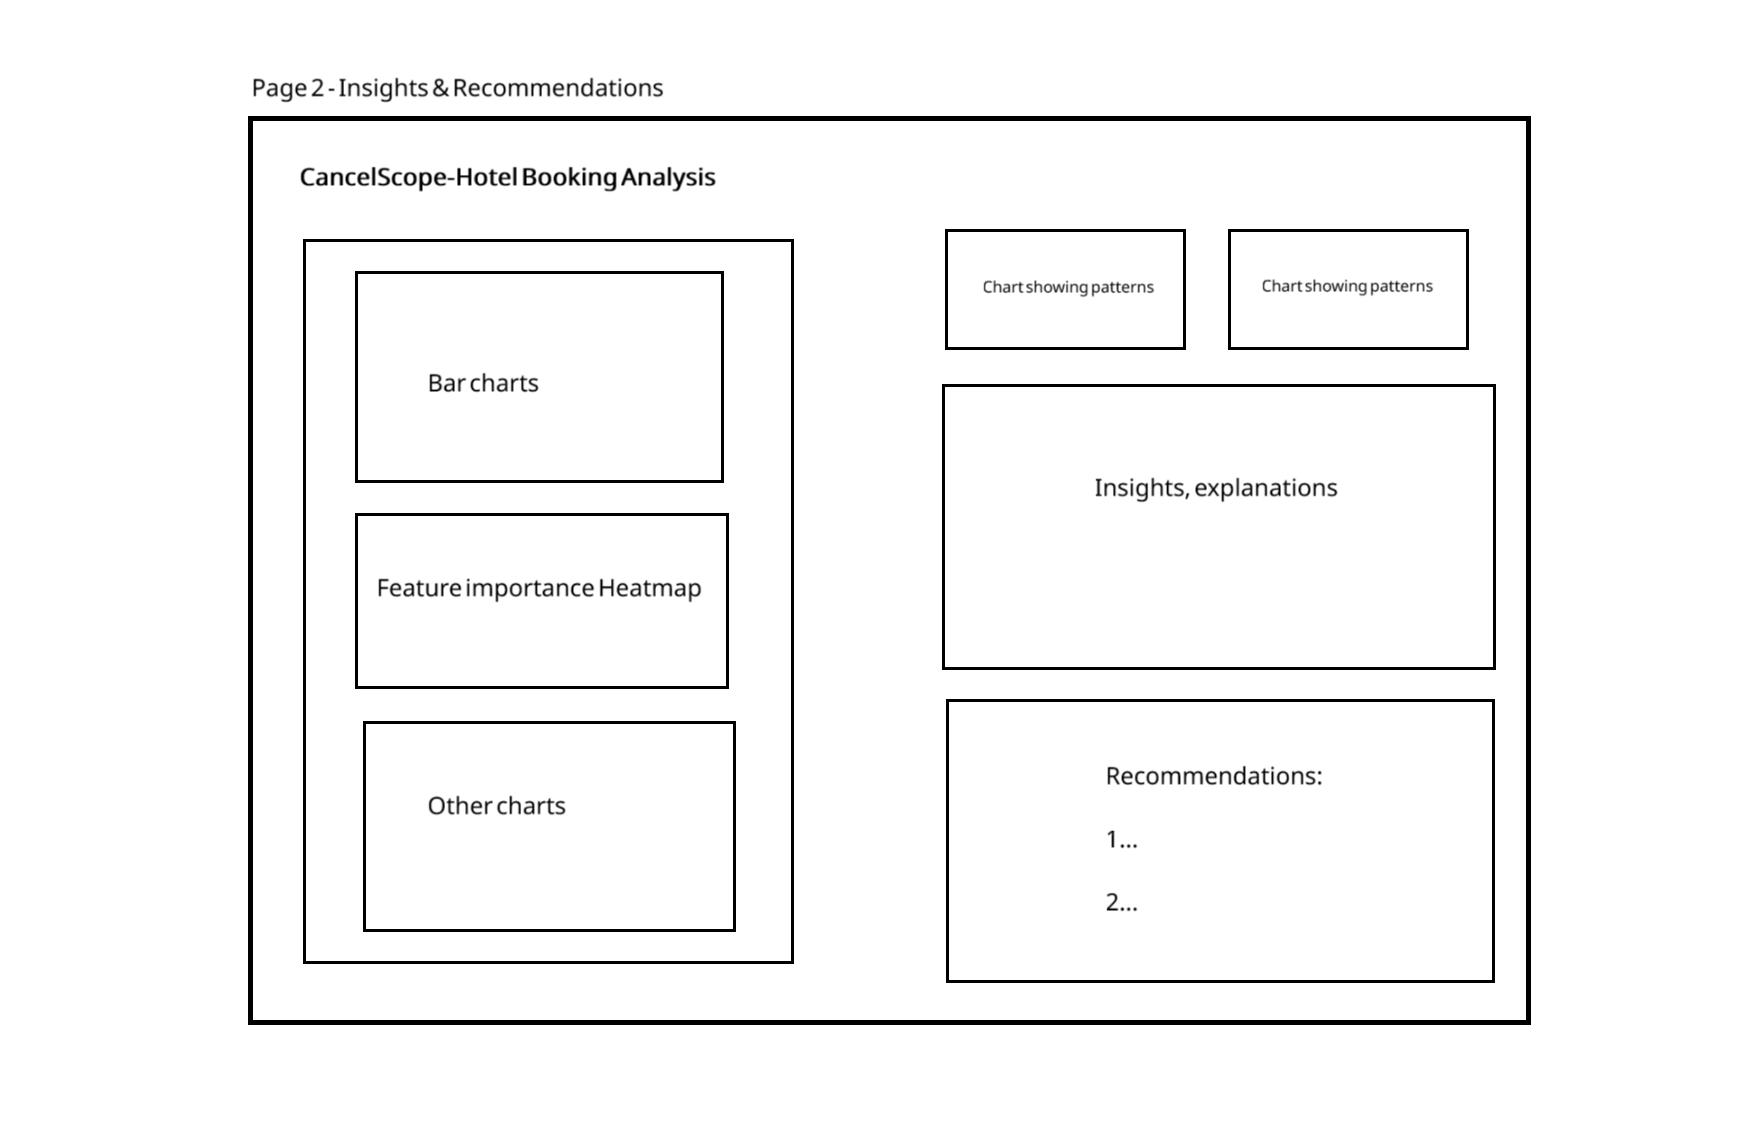 Page 2 - Insights & Recommendations
CancelScope-Hotel Booking Analysis
Bar charts
Feature importance Heatmap
Other charts
Chart showing patterns
Chart showing patterns
Insights, explanations
Recommendations:
1...
2...